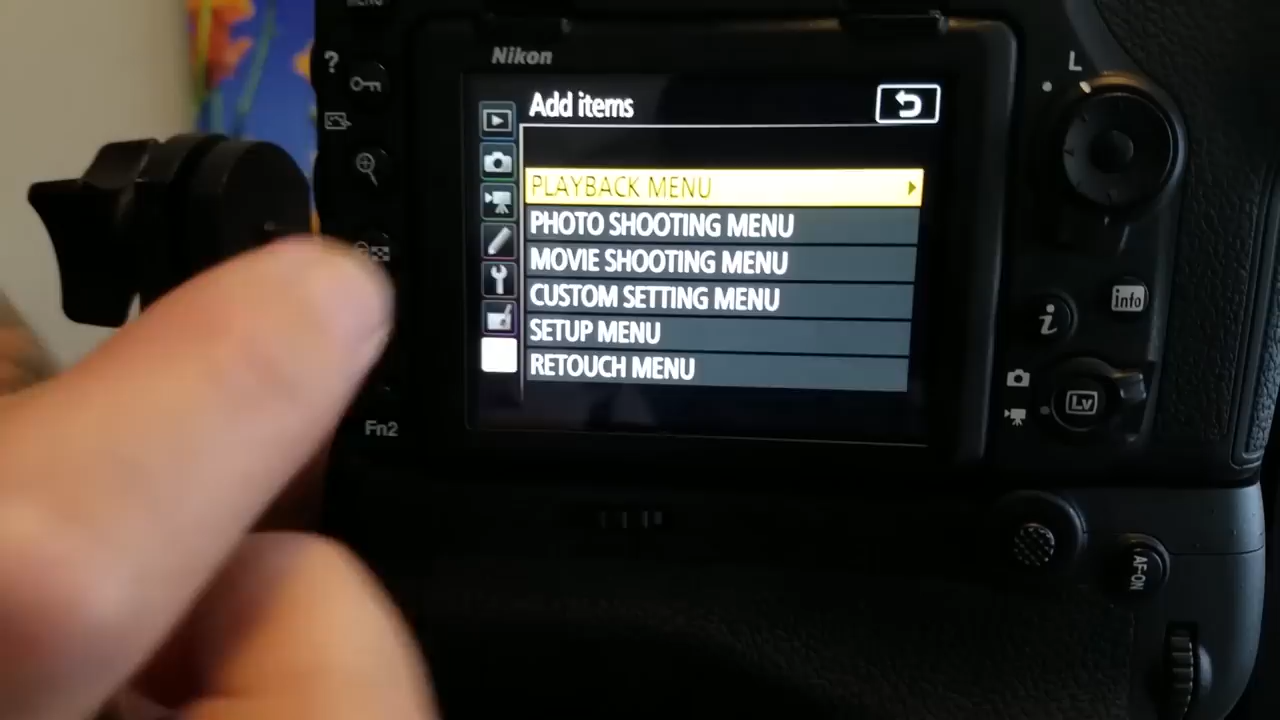 MENU
Nikon
?
L
Add items
PLAYBACK MENU
PHOTO SHOOTING MENU
MOVIE SHOOTING MENU
CUSTOM SETTING MENU
SETUP MENU
RETOUCH MENU
info
i
Lv
Fn2
AF-ON